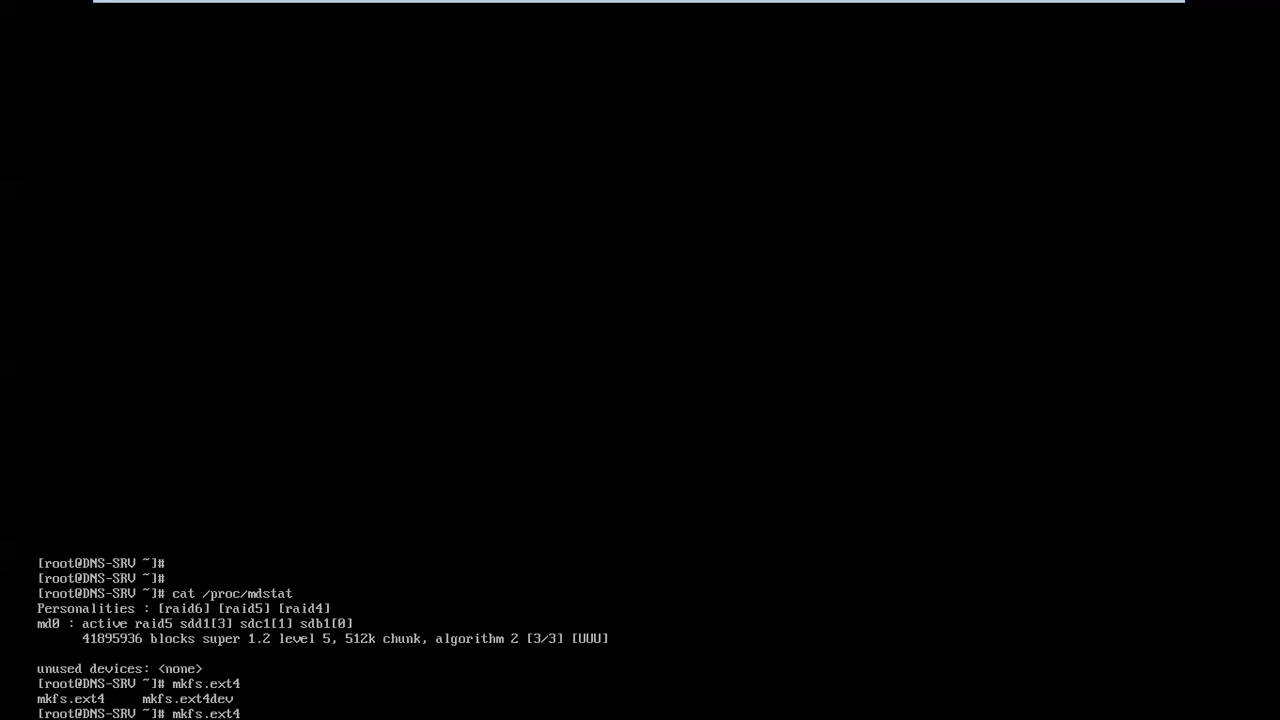 [root@DNS-SRV ~]#
[root@DNS-SRV ~]#
[root@DNS-SRV ~]# cat /proc/mdstat
Personalities : [raid6] [raid5] [raid4]
md0 : active raid5 sdd1[3] sdc1[1] sdb1[0]
      41895936 blocks super 1.2 level 5, 512k chunk, algorithm 2 [3/3] [UUU]
unused devices: <none>
[root@DNS-SRV ~]# mkfs.ext4
mkfs.ext4     mkfs.ext4dev
[root@DNS-SRV ~]# mkfs.ext4